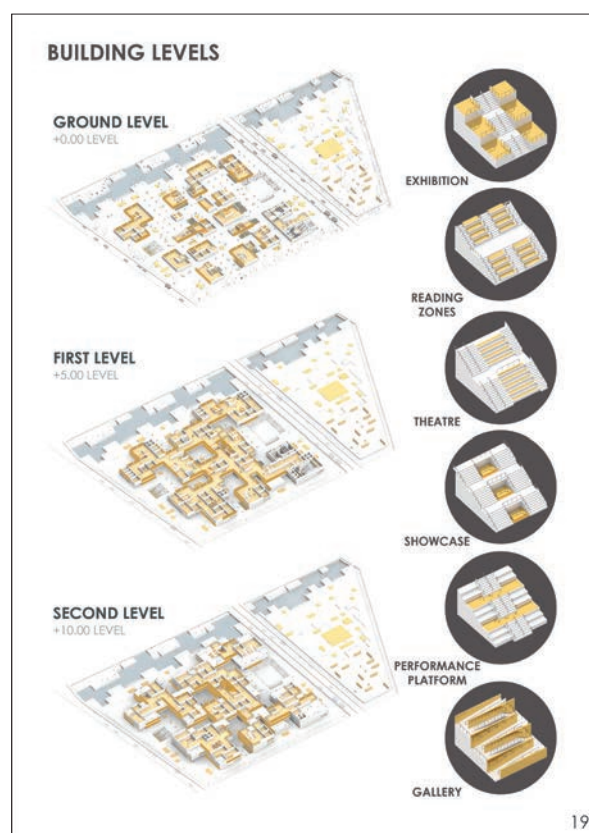 BUILDING LEVELS
GROUND LEVEL
+0.00 LEVEL
EXHIBITION
READING
ZONES
FIRST LEVEL
+5.00 LEVEL
THEATRE
SHOWCASE
SECOND LEVEL
+10.00 LEVEL
PERFORMANCE
PLATFORM
GALLERY
19